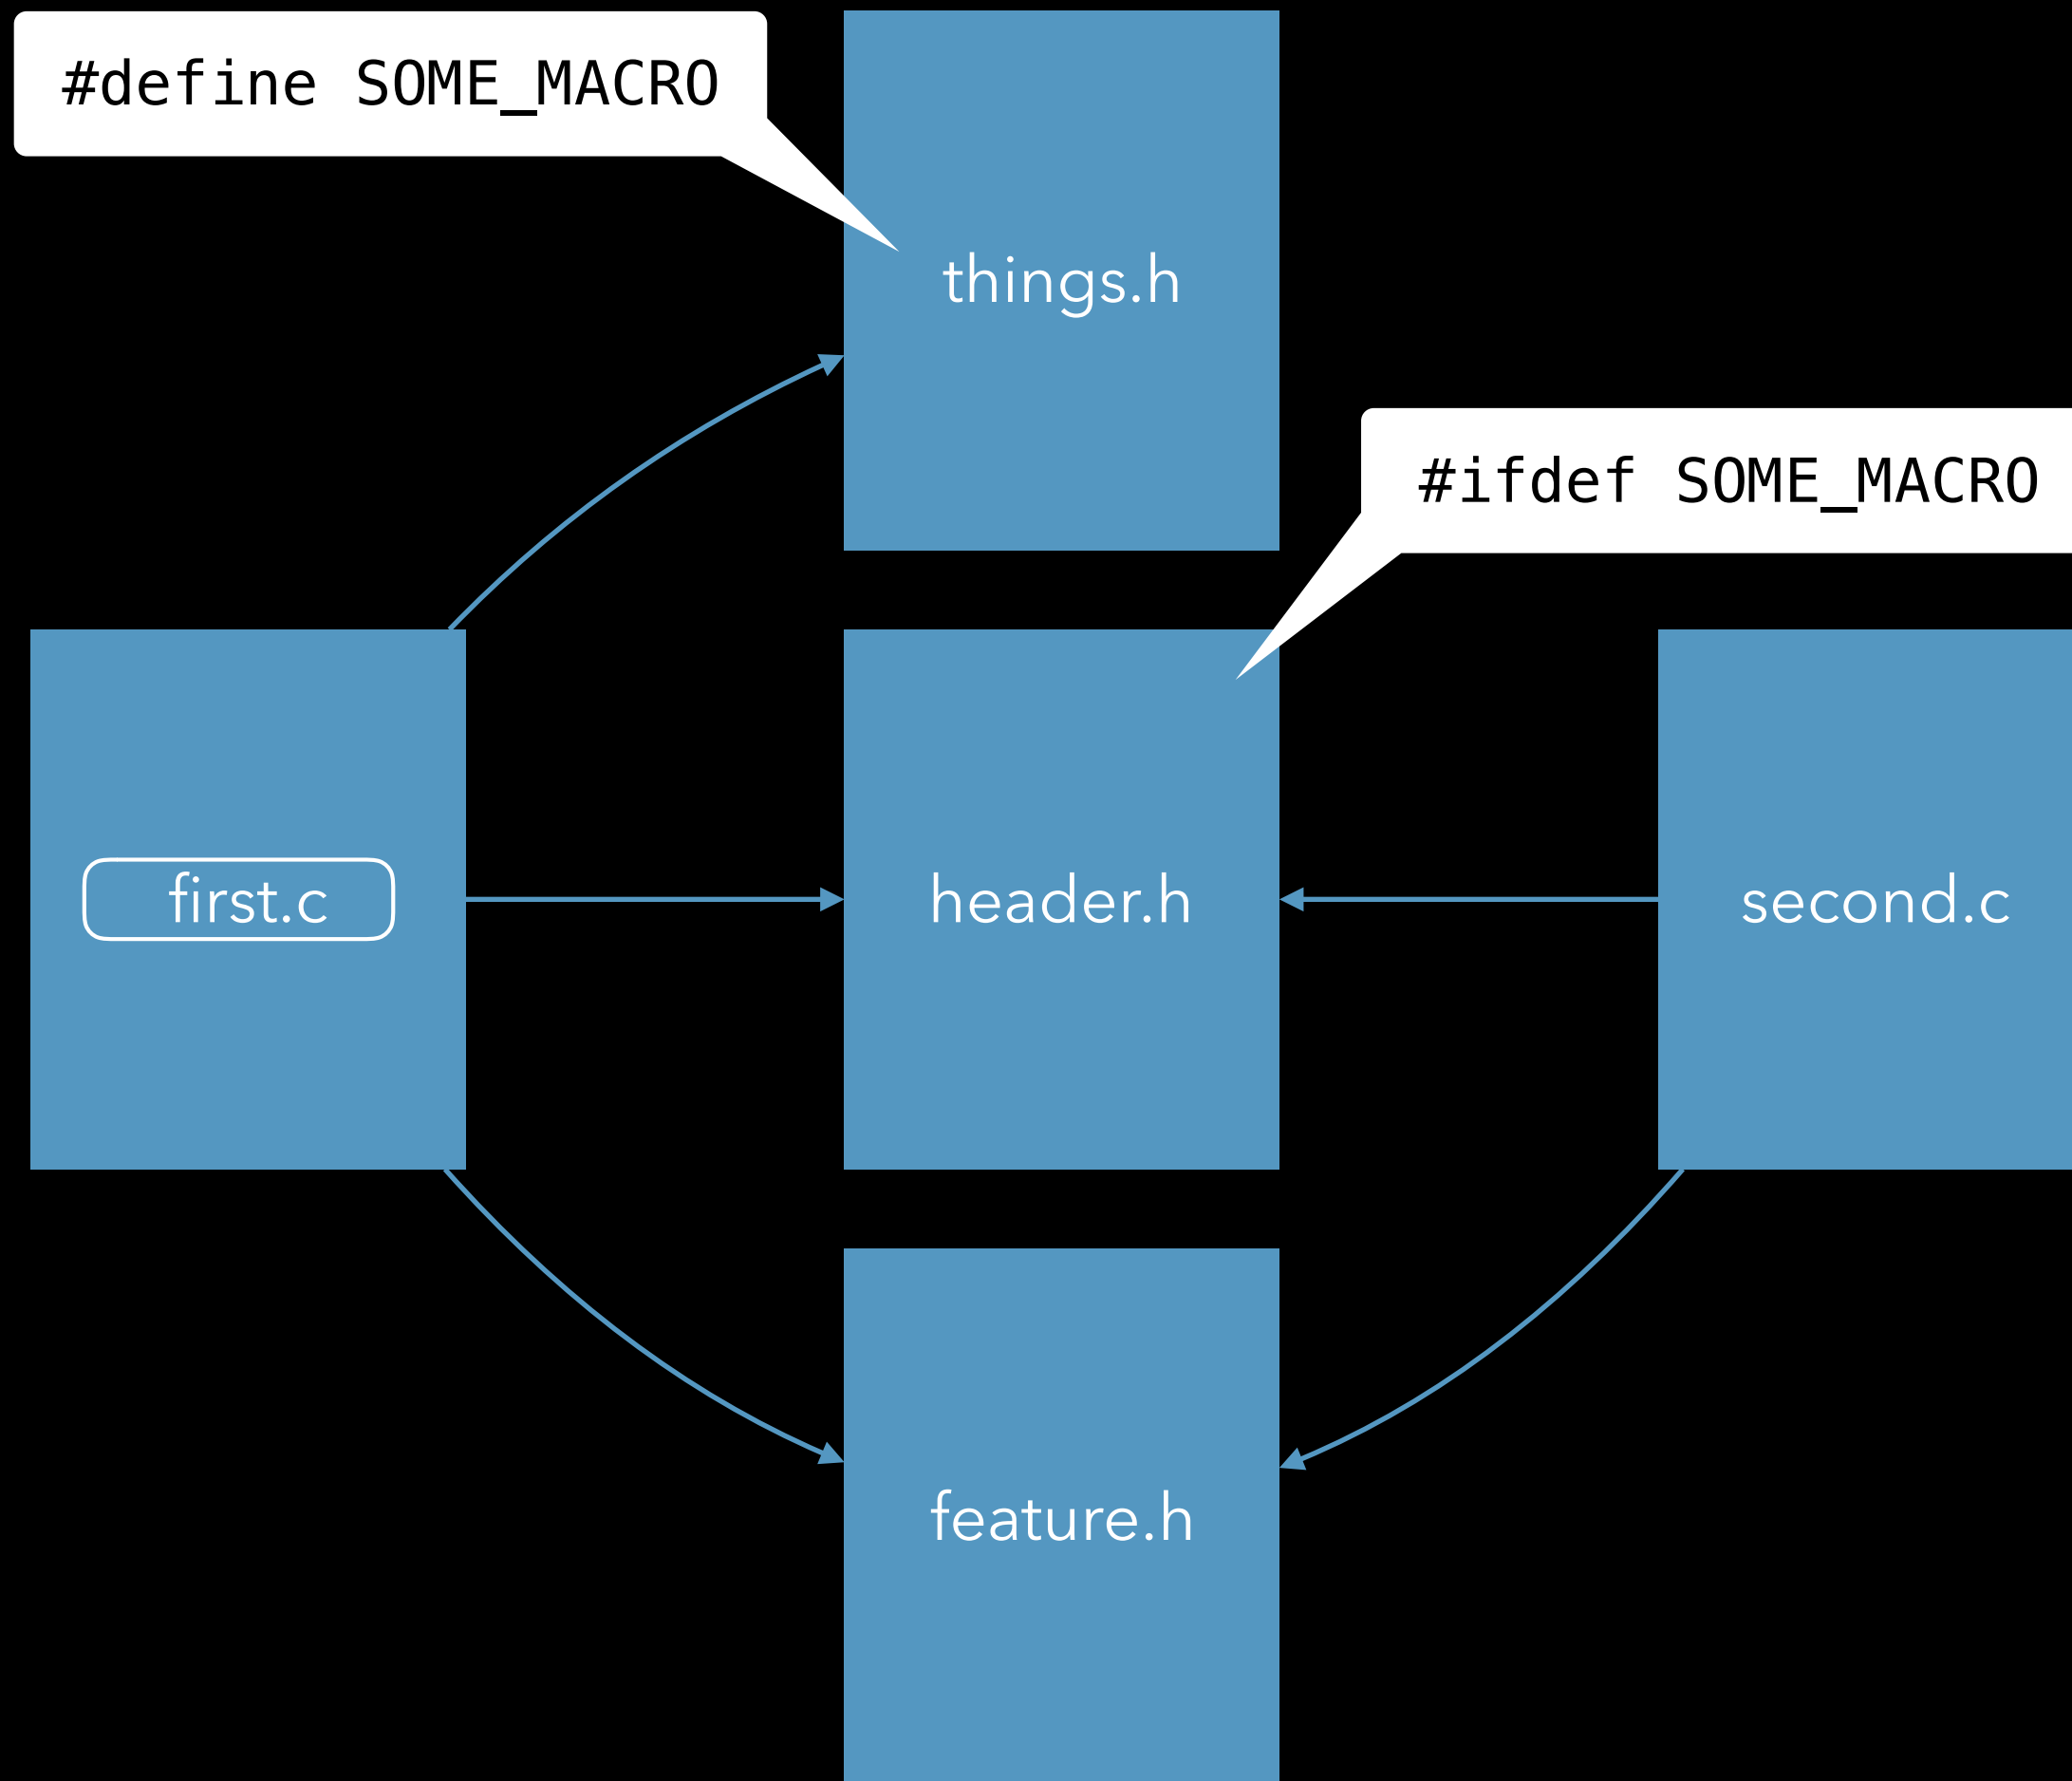 #define SOME_MACRO
things.h
#ifdef SOME_MACRO
first.c
header.h
second.c
feature.h